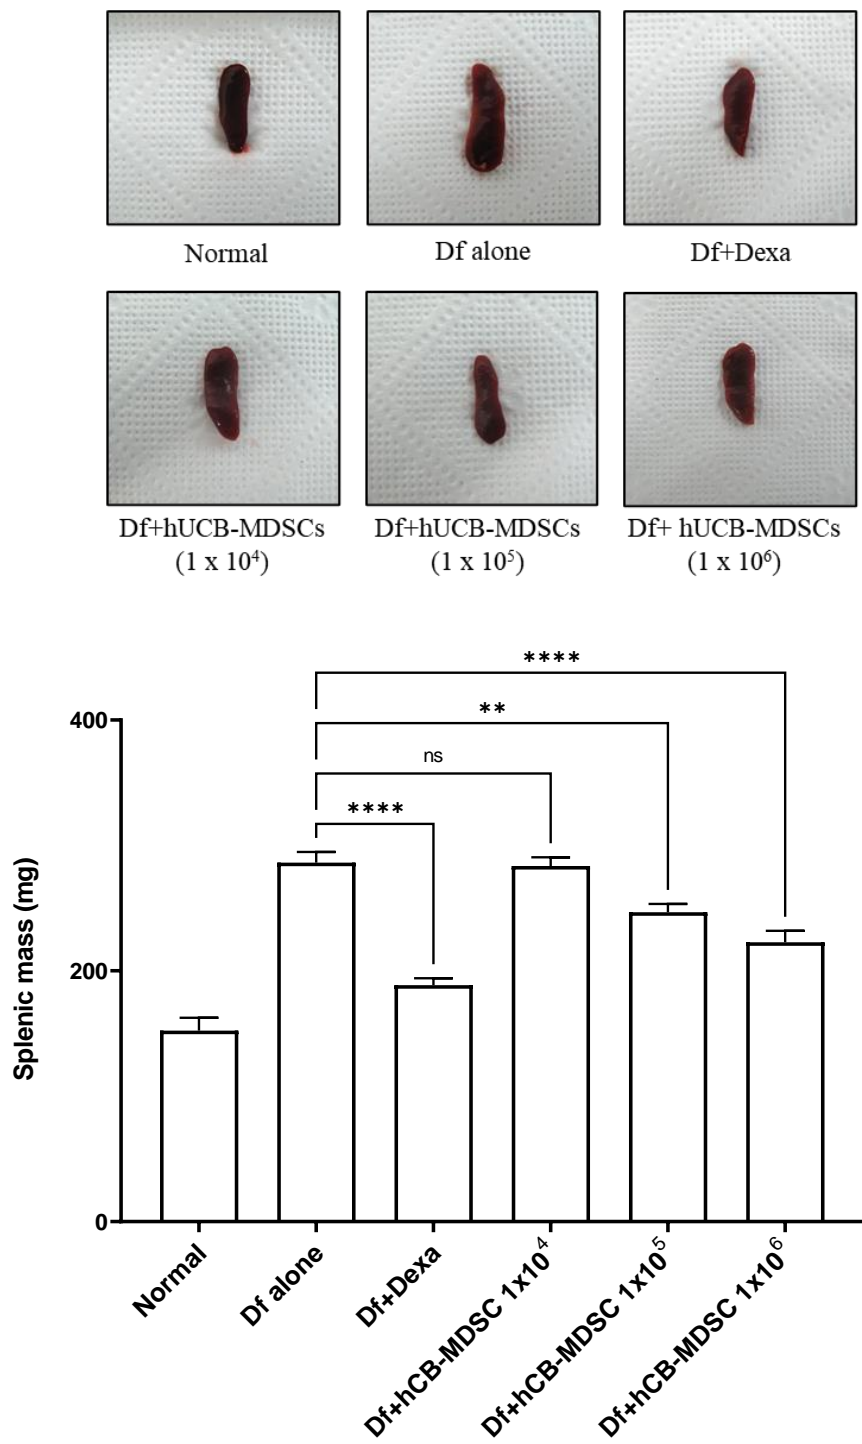 Normal
Df alone
Df+Dexa
Df+hUCB-MDSCs
(1 x 10⁴)
Df+hUCB-MDSCs
(1 x 10⁵)
Df+ hUCB-MDSCs
(1 x 10⁶)
****
**
ns
****
400
200
0
Splenic mass (mg)
Normal
Df alone
Df+Dexa
Df+hCB-MDSC 1x10⁴
Df+hCB-MDSC 1x10⁵
Df+hCB-MDSC 1x10⁶